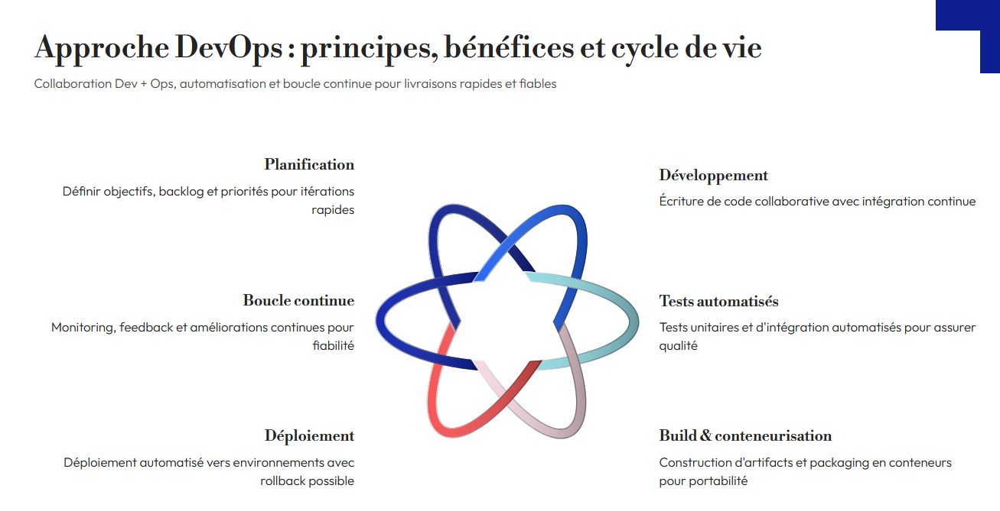 Approche DevOps : principes, bénéfices et cycle de vie
Collaboration Dev + Ops, automatisation et boucle continue pour livraisons rapides et fiables
Planification
Définir objectifs, backlog et priorités pour itérations
rapides
Développement
Écriture de code collaborative avec intégration continue
Boucle continue
Monitoring, feedback et améliorations continues pour
fiabilité
Tests automatisés
Tests unitaires et d'intégration automatisés pour assurer
qualité
Déploiement
Déploiement automatisé vers environnements avec
rollback possible
Build & conteneurisation
Construction d'artifacts et packaging en conteneurs
pour portabilité